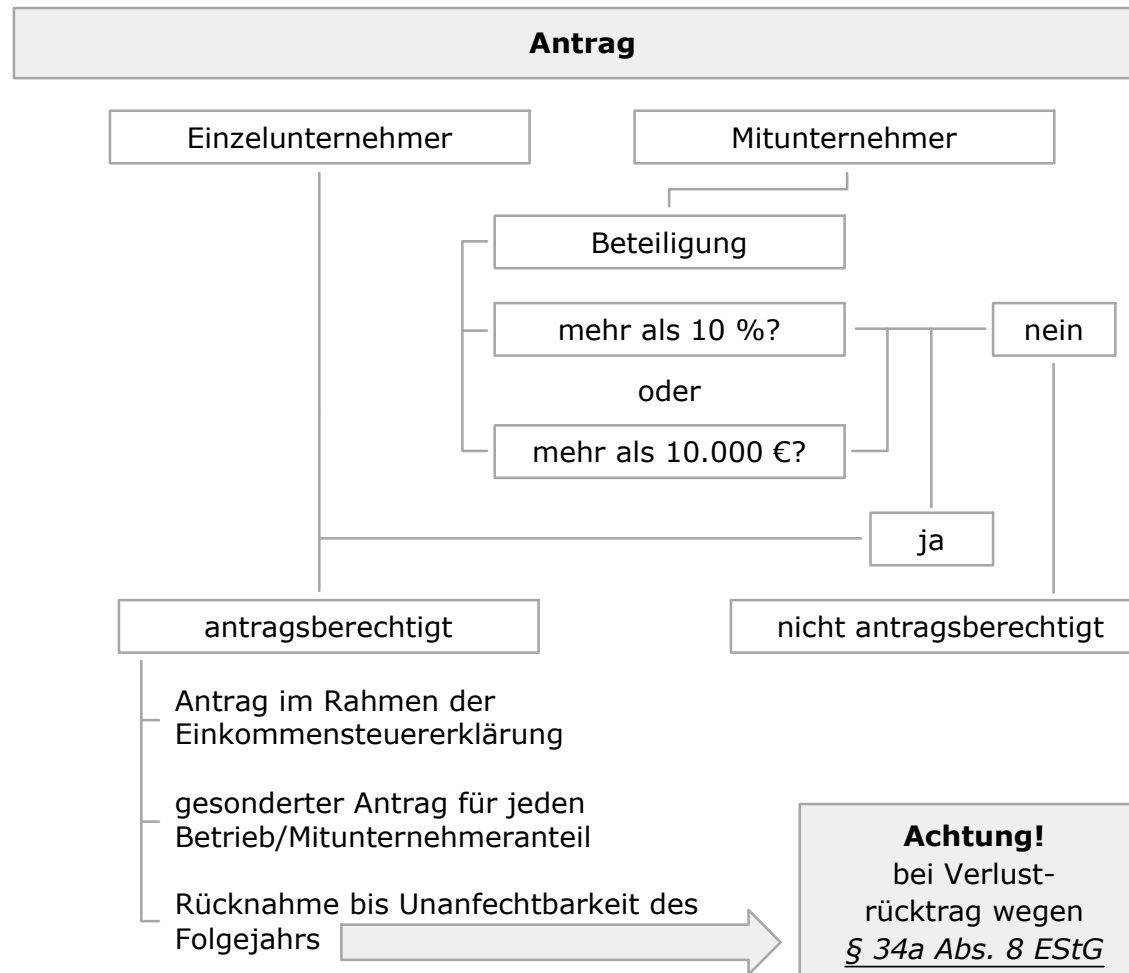 Antrag
Einzelunternehmer
Mitunternehmer
Beteiligung
mehr als 10 %?
nein
oder
mehr als 10.000 €?
ja
antragsberechtigt
nicht antragsberechtigt
Antrag im Rahmen der
Einkommensteuererklärung
gesonderter Antrag für jeden
Betrieb/Mitunternehmeranteil
Rücknahme bis Unanfechtbarkeit des
Folgejahrs
Achtung!
bei Verlust-
rücktrag wegen
§ 34a Abs. 8 EStG